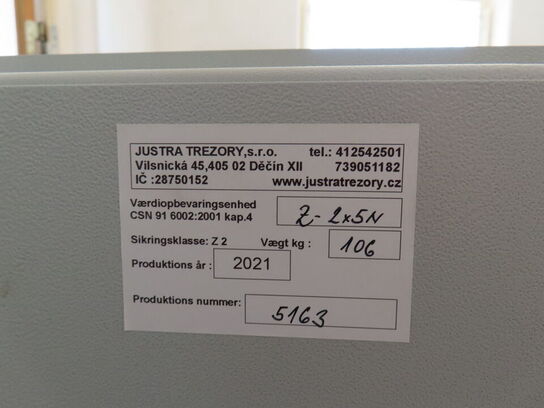 JUSTRA TREZORY,s.r.o. tel.: 412542501
Vilsnická 45,405 02 Děčín XII 739051182
IČ :28750152 www.justratrezory.cz
Værdiopbevaringsenhed
CSN 91 6002:2001 kap.4 Z-2x5N
Sikringsklasse: Z 2 Vægt kg : 106
Produktions år : 2021
Produktions nummer: 5163